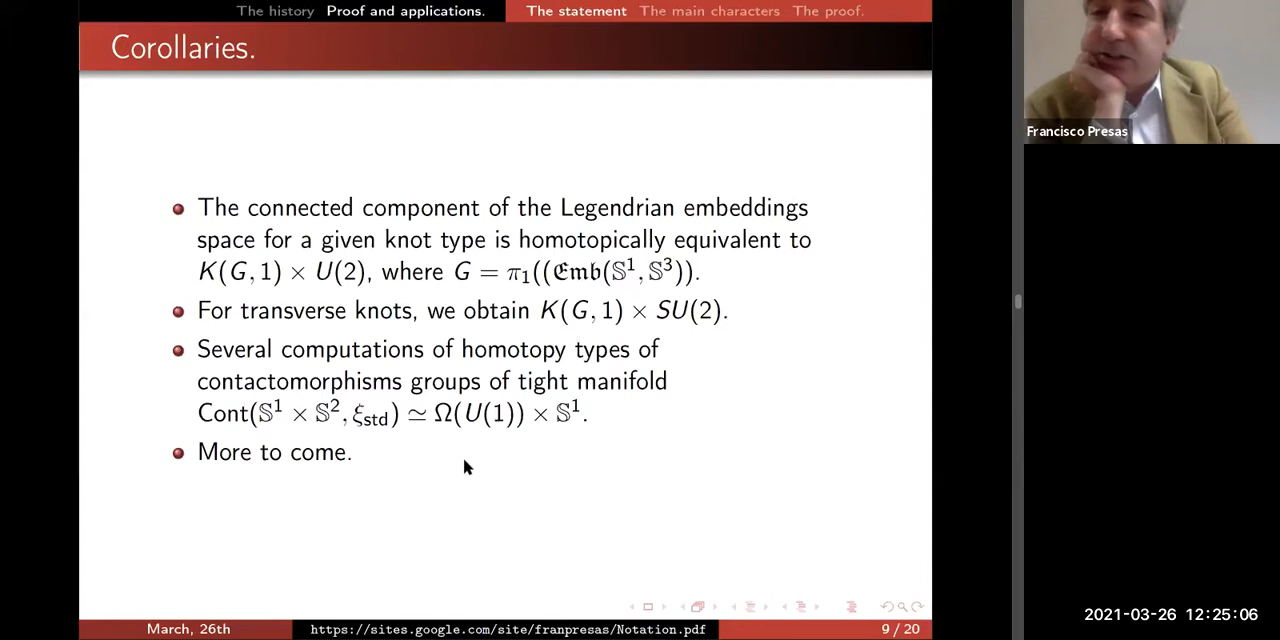 The history Proof and applications. The statement The main characters The proof.
Corollaries.
Francisco Presas
The connected component of the Legendrian embeddings
space for a given knot type is homotopically equivalent to
K(G, 1) × U(2), where G = π₁((𝕰𝖒𝖇(𝕊¹, 𝕊³)).
For transverse knots, we obtain K(G, 1) × SU(2).
Several computations of homotopy types of
contactomorphisms groups of tight manifold
Cont(𝕊¹ × 𝕊², ξstd) ≃ Ω(U(1)) × 𝕊¹.
More to come.
March, 26th https://sites.google.com/site/franpresas/Notation.pdf 9 / 20
2021-03-26 12:25:06